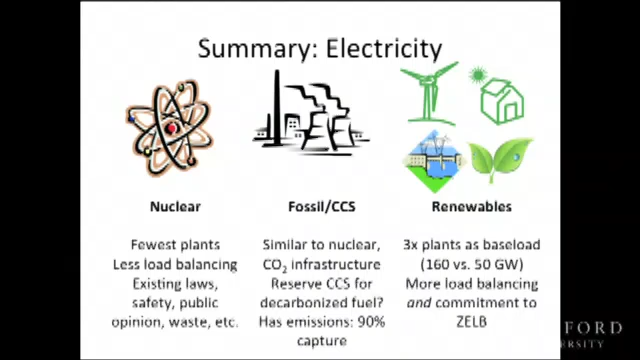 Summary: Electricity
Nuclear
Fewest plants
Less load balancing
Existing laws,
safety, public
opinion, waste, etc.
Fossil/CCS
Similar to nuclear,
CO2 infrastructure
Reserve CCS for
decarbonized fuel?
Has emissions: 90%
capture
Renewables
3x plants as baseload
(160 vs. 50 GW)
More load balancing
and commitment to
ZELB
FORD
ERSITY